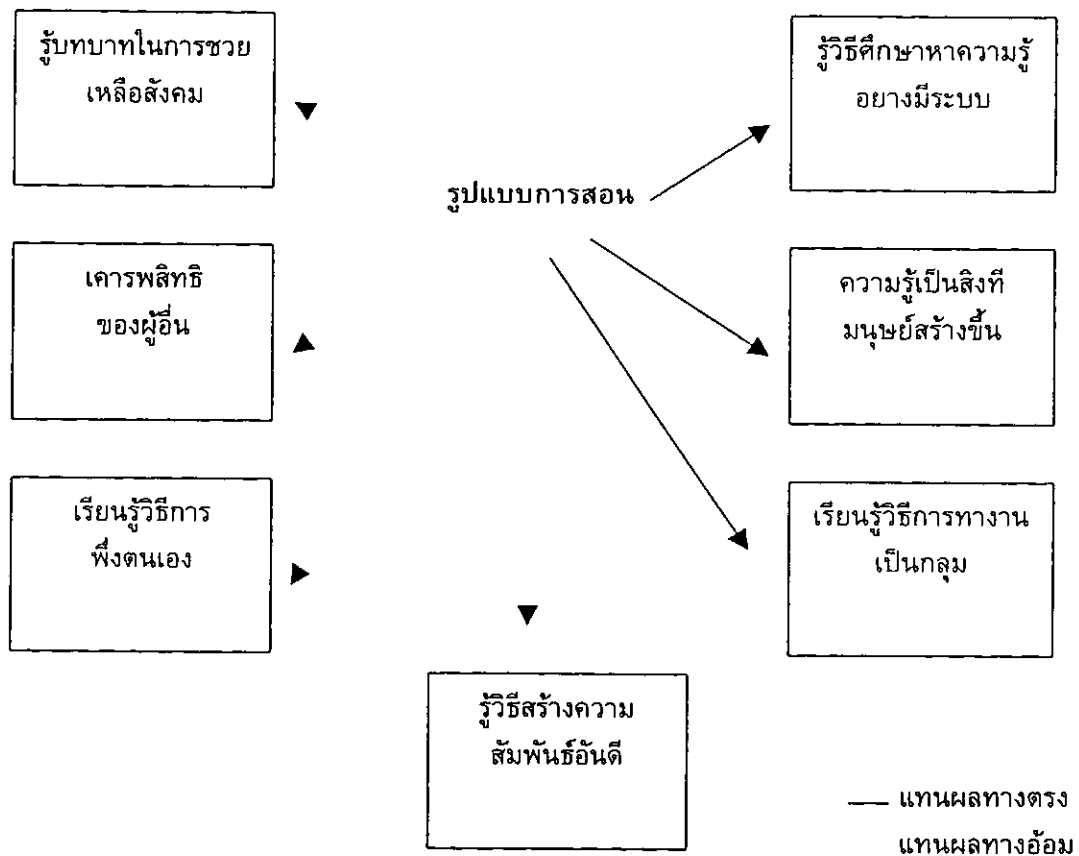 รู้บทบาทในการชวย
เหลือสังคม
รู้วิธีศึกษาหาความรู้
อยางมีระบบ
รูปแบบการสอน
เคารพสิทธิ
ของผู้อื่น
ความรู้เป็นสิงที
มนุษย์สร้างขึ้น
เรียนรู้วิธีการ
พึ่งตนเอง
เรียนรู้วิธีการทางาน
เป็นกลุม
รู้วิธีสร้างความ
สัมพันธ์อันดี
แทนผลทางตรง
แทนผลทางอ้อม